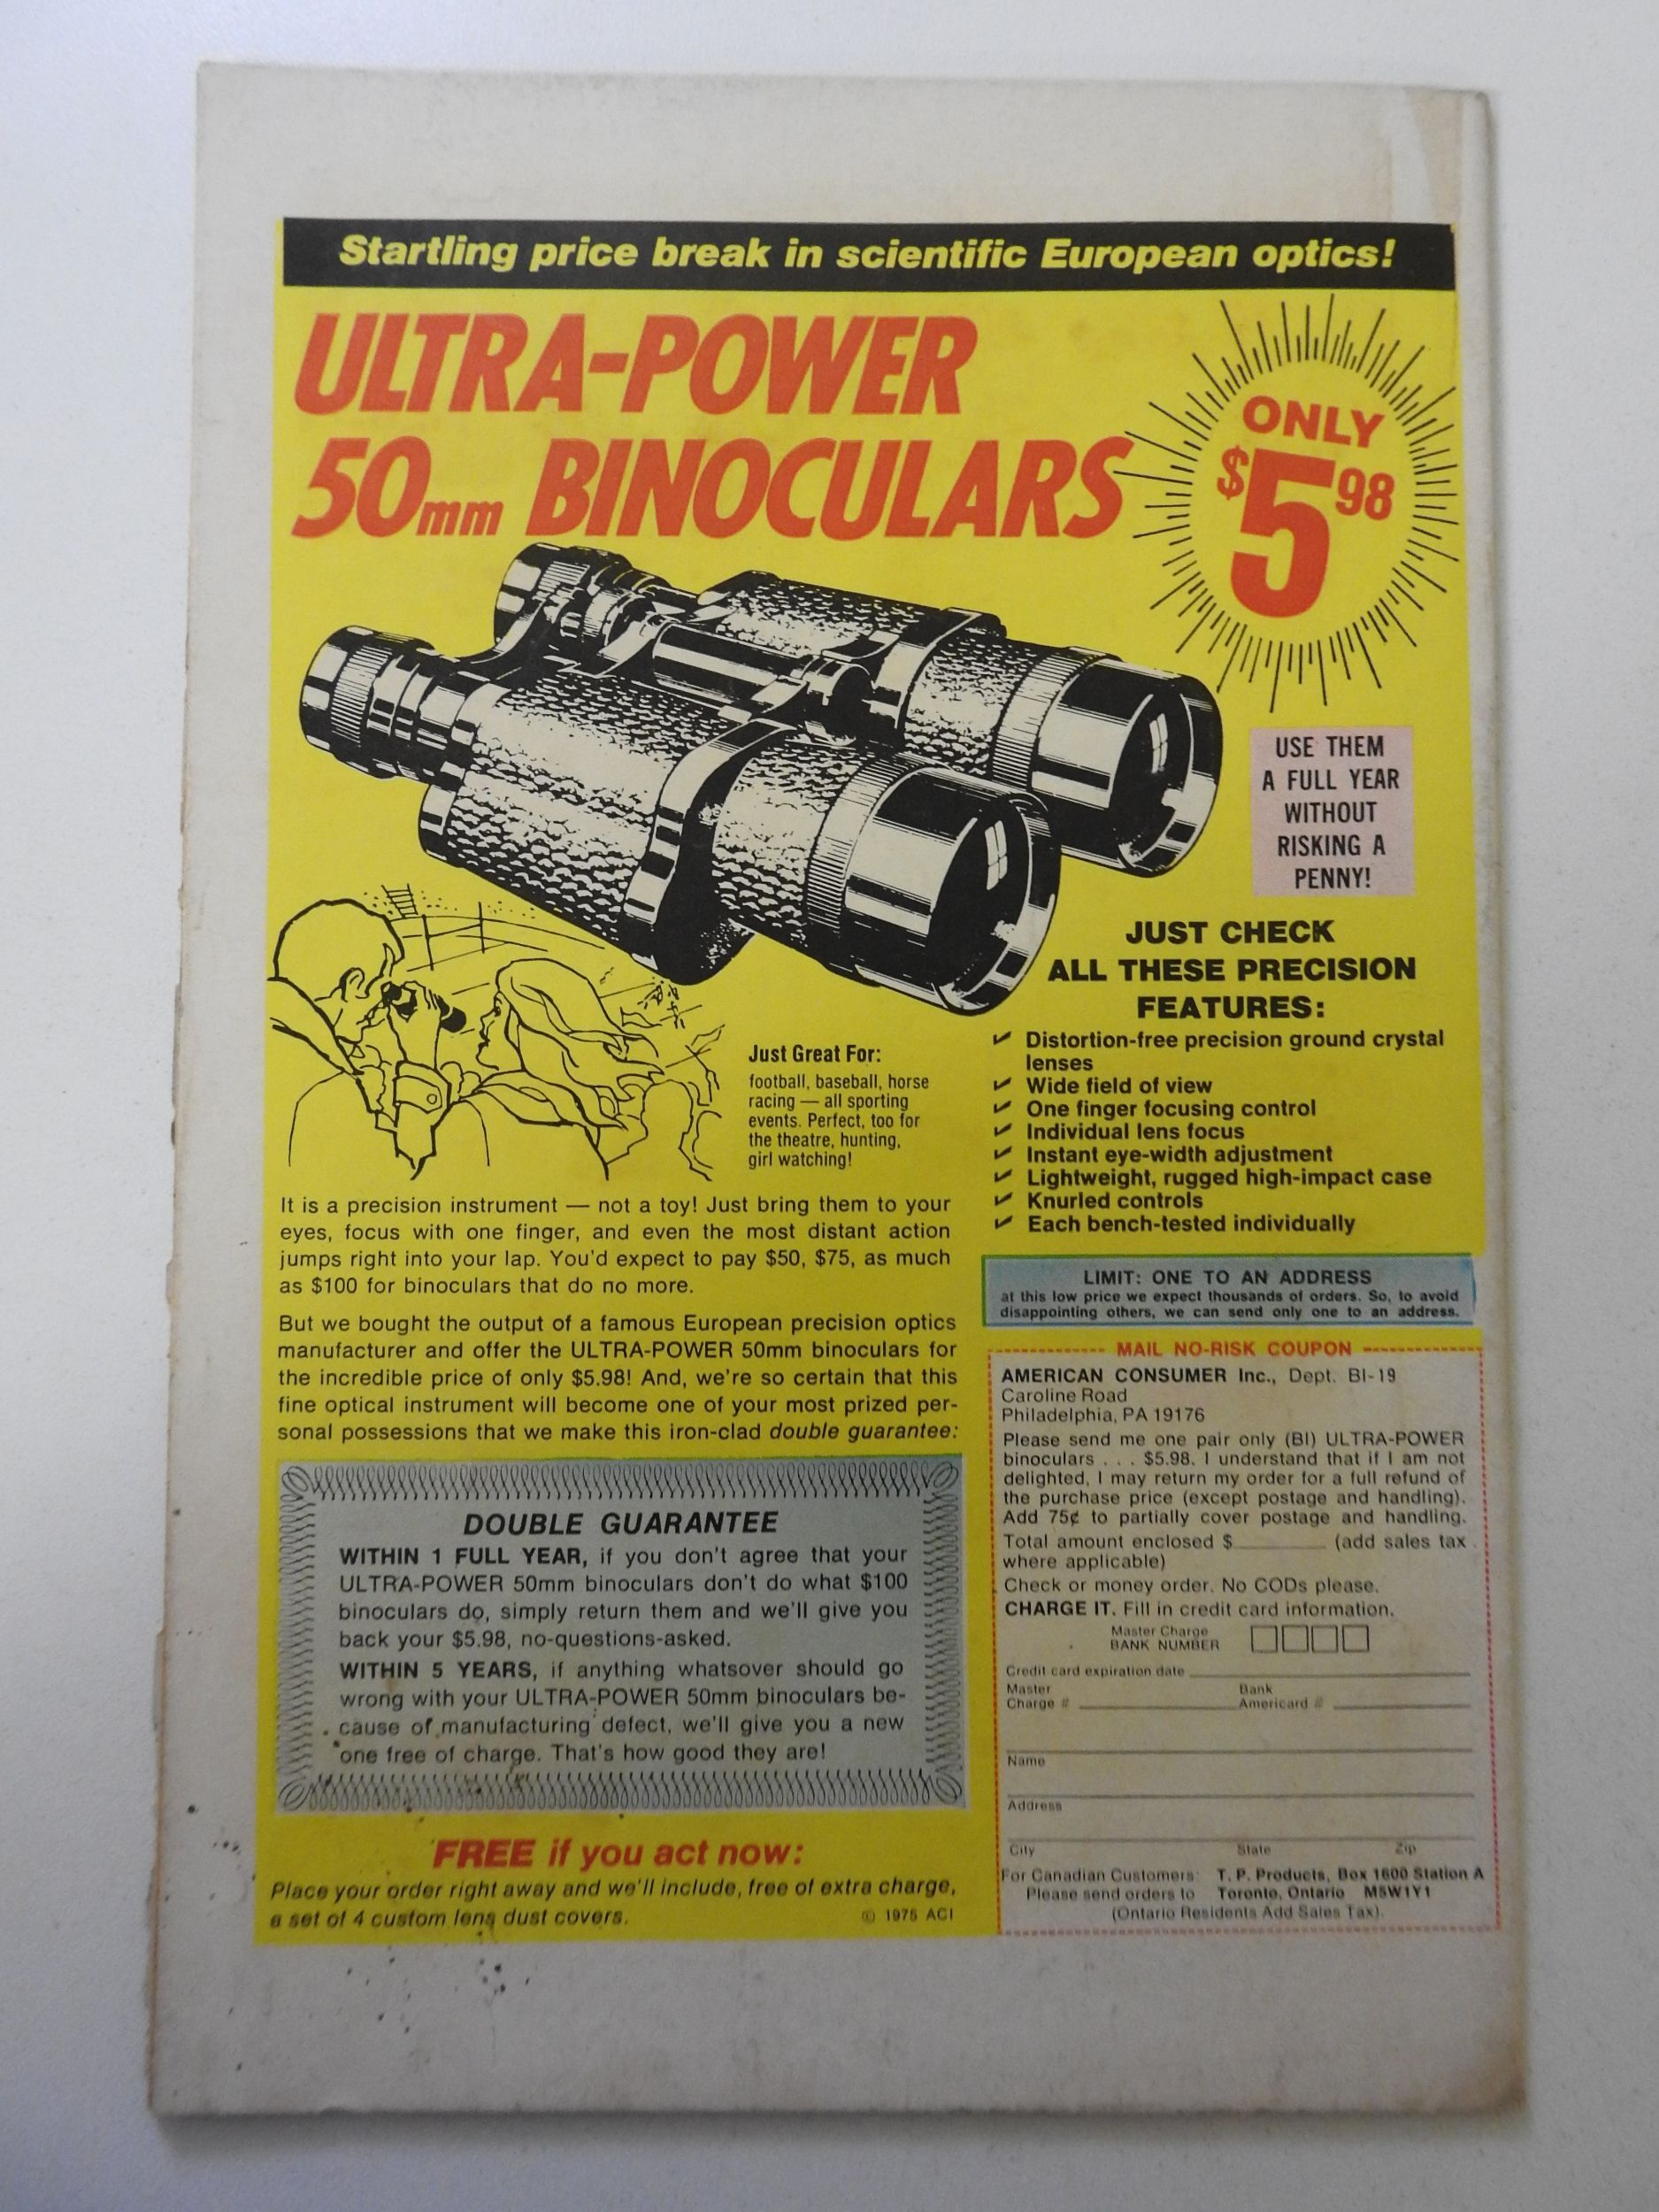 Startling price break in scientific European optics!
ULTRA-POWER
50mm BINOCULARS
ONLY
$5 98
USE THEM
A FULL YEAR
WITHOUT
RISKING A
PENNY!
JUST CHECK
ALL THESE PRECISION
FEATURES:
✔ Distortion-free precision ground crystal
lenses
✔ Wide field of view
✔ One finger focusing control
✔ Individual lens focus
✔ Instant eye-width adjustment
✔ Lightweight, rugged high-impact case
✔ Knurled controls
✔ Each bench-tested individually
Just Great For:
football, baseball, horse
racing — all sporting
events. Perfect, too for
the theatre, hunting,
girl watching!
It is a precision instrument — not a toy! Just bring them to your
eyes, focus with one finger, and even the most distant action
jumps right into your lap. You'd expect to pay $50, $75, as much
as $100 for binoculars that do no more.
But we bought the output of a famous European precision optics
manufacturer and offer the ULTRA-POWER 50mm binoculars for
the incredible price of only $5.98! And, we're so certain that this
fine optical instrument will become one of your most prized per-
sonal possessions that we make this iron-clad double guarantee:
DOUBLE GUARANTEE
WITHIN 1 FULL YEAR, if you don't agree that your
ULTRA-POWER 50mm binoculars don't do what $100
binoculars do, simply return them and we'll give you
back your $5.98, no-questions-asked.
WITHIN 5 YEARS, if anything whatsover should go
wrong with your ULTRA-POWER 50mm binoculars be-
cause of manufacturing defect, we'll give you a new
one free of charge. That's how good they are!
FREE if you act now:
Place your order right away and we'll include, free of extra charge,
a set of 4 custom lens dust covers.
© 1975 ACI
LIMIT: ONE TO AN ADDRESS
at this low price we expect thousands of orders. So, to avoid
disappointing others, we can send only one to an address.
MAIL NO-RISK COUPON
AMERICAN CONSUMER Inc., Dept. BI-19
Caroline Road
Philadelphia, PA 19176
Please send me one pair only (BI) ULTRA-POWER
binoculars . . . $5.98. I understand that if I am not
delighted, I may return my order for a full refund of
the purchase price (except postage and handling).
Add 75¢ to partially cover postage and handling.
Total amount enclosed $________ (add sales tax
where applicable)
Check or money order. No CODs please.
CHARGE IT. Fill in credit card information.
Master Charge
BANK NUMBER
Credit card expiration date
Master Charge #
Bank Americard #
Name
Address
City State Zip
For Canadian Customers: T. P. Products, Box 1600 Station A
Please send orders to Toronto, Ontario M5W1Y1
(Ontario Residents Add Sales Tax).